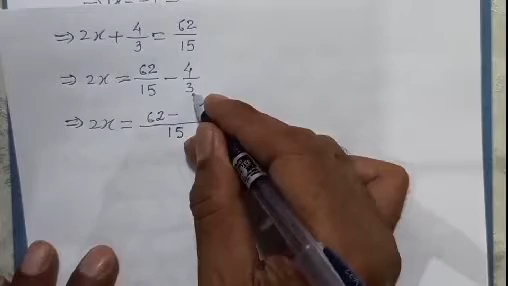 ⇒ 2x + 4/3 = 62/15
⇒ 2x = 62/15 - 4/3
⇒ 2x = 62 - /15